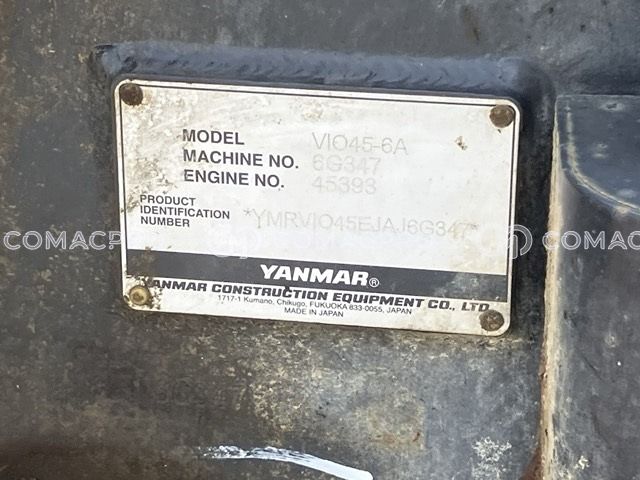 MODEL VIO45-6A
MACHINE NO. 6G347
ENGINE NO. 45393
PRODUCT
IDENTIFICATION
NUMBER
*YMRVIO45EJAJ6G347*
COMACP
COMACP
YANMAR®
YANMAR CONSTRUCTION EQUIPMENT CO., LTD.
1717-1 Kumano, Chikugo, FUKUOKA 833-0055, JAPAN
MADE IN JAPAN